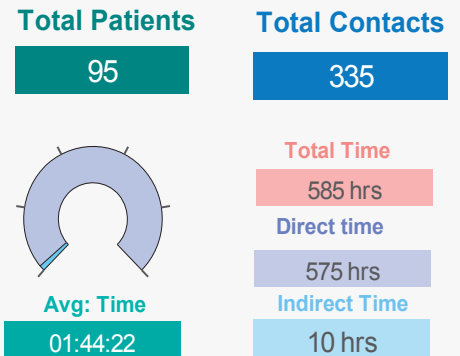 Total Patients
95
Total Contacts
335
Total Time
585 hrs
Direct time
575 hrs
Avg: Time
01:44:22
Indirect Time
10 hrs